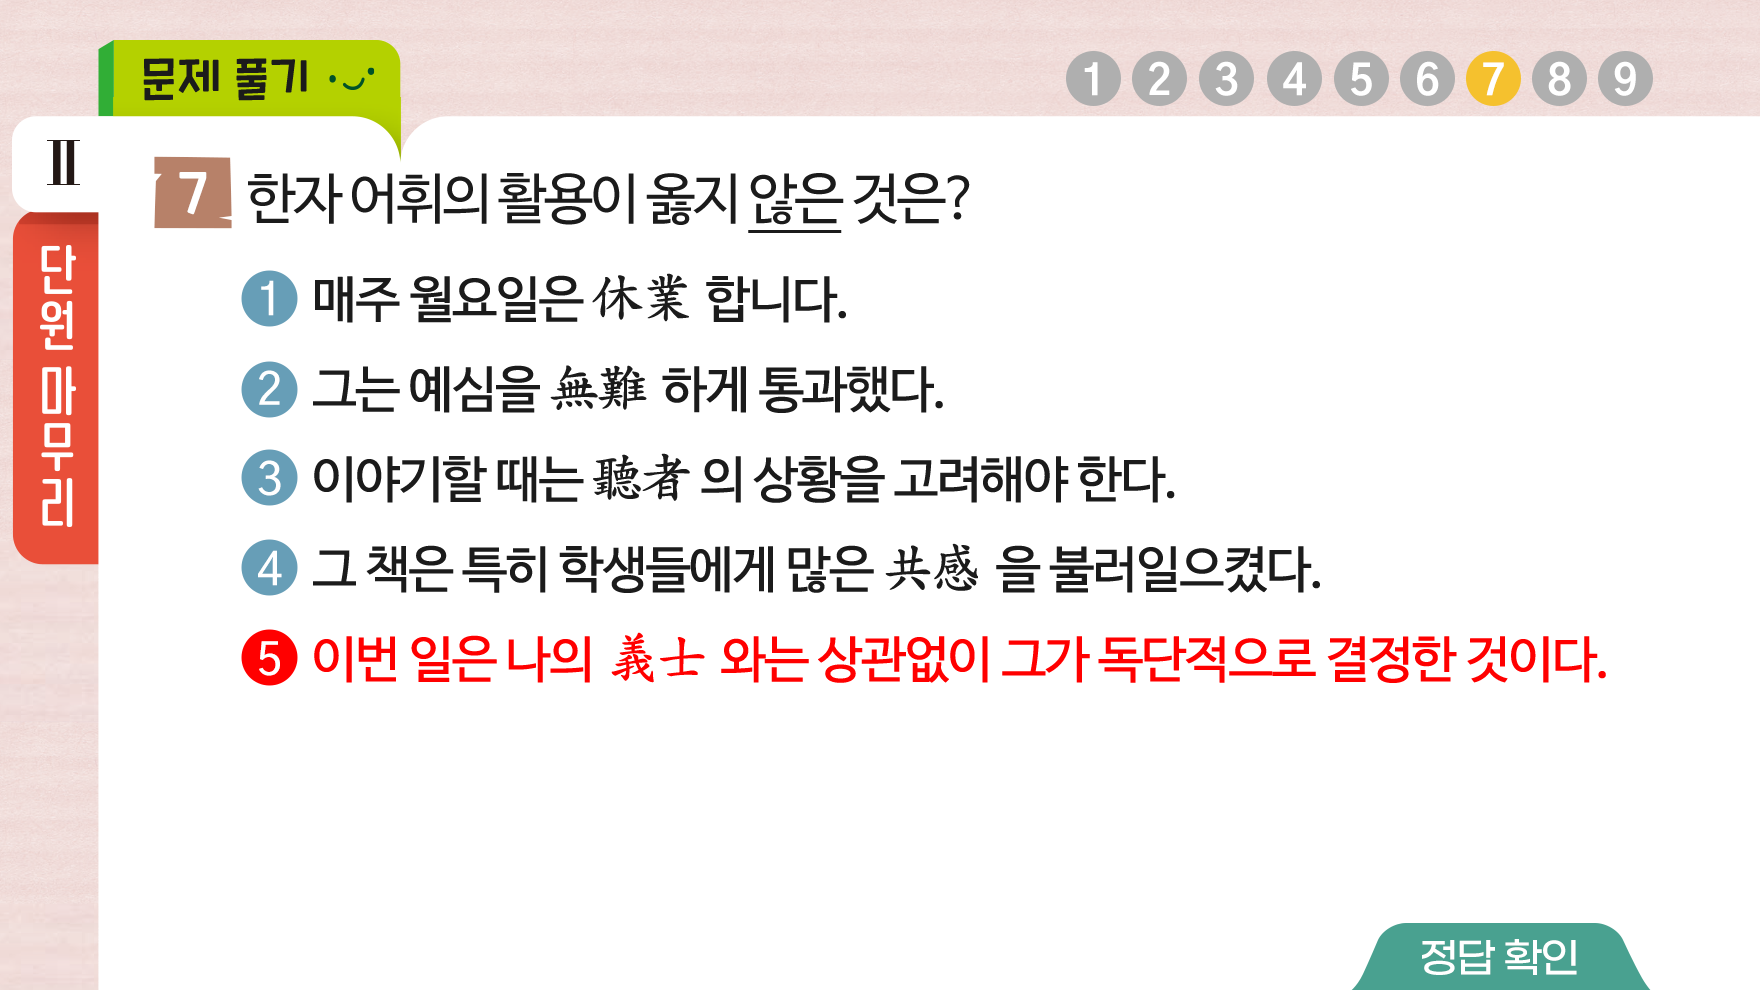 문제 풀기
1 2 3 4 5 6 7 8 9
Ⅱ
단원 마무리
7 한자 어휘의 활용이 옳지 않은 것은?
1 매주 월요일은 休業 합니다.
2 그는 예심을 無難 하게 통과했다.
3 이야기할 때는 聽者 의 상황을 고려해야 한다.
4 그 책은 특히 학생들에게 많은 共感 을 불러일으켰다.
5 이번 일은 나의 義士 와는 상관없이 그가 독단적으로 결정한 것이다.
정답 확인